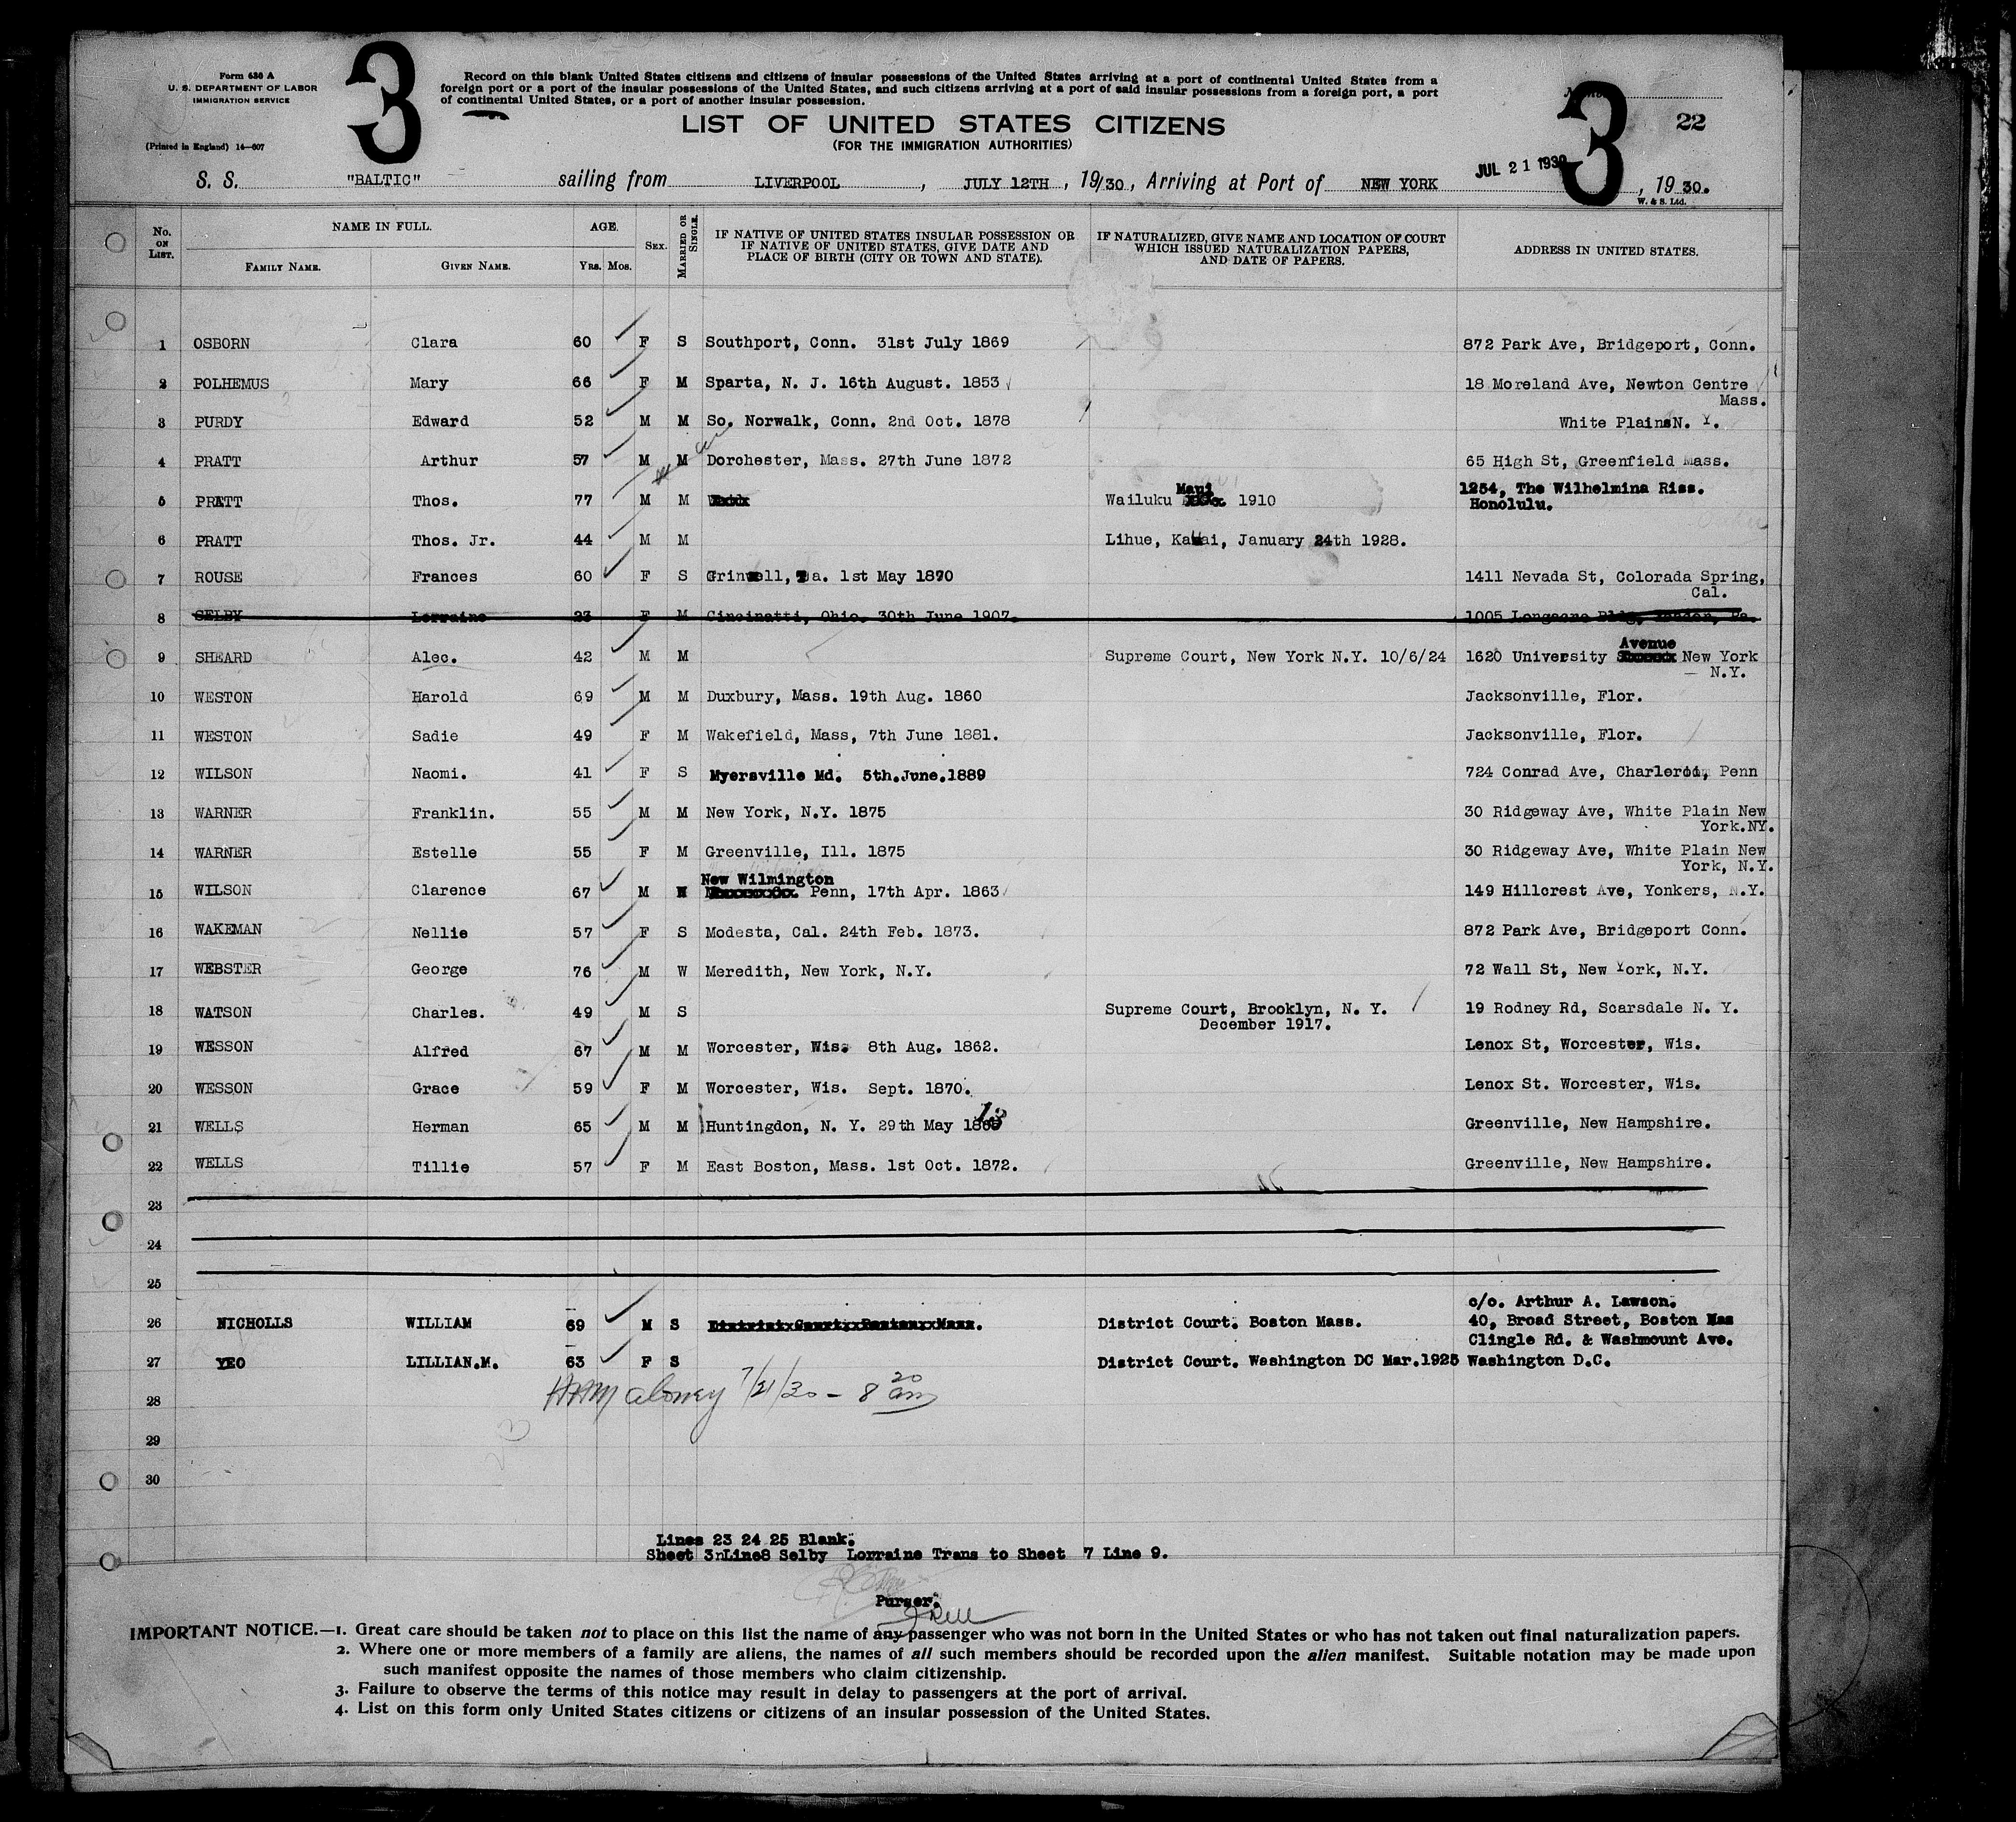 Form 630 A
U. S. DEPARTMENT OF LABOR
IMMIGRATION SERVICE
(Printed in England) 14—607
3
Record on this blank United States citizens and citizens of insular possessions of the United States arriving at a port of continental United States from a
foreign port or a port of the insular possessions of the United States, and such citizens arriving at a port of said insular possessions from a foreign port, a port
of continental United States, or a port of another insular possession.
3
22
LIST OF UNITED STATES CITIZENS
(FOR THE IMMIGRATION AUTHORITIES)
S. S. "BALTIC" sailing from LIVERPOOL, JULY 12TH, 19/30, Arriving at Port of NEW YORK JUL 21 1930, 19 30.
W. & S. Ltd.
No. ON LIST. NAME IN FULL. FAMILY NAME. GIVEN NAME. AGE. YRS. MOS. SEX. MARRIED OR SINGLE. IF NATIVE OF UNITED STATES INSULAR POSSESSION OR IF NATIVE OF UNITED STATES, GIVE DATE AND PLACE OF BIRTH (CITY OR TOWN AND STATE). IF NATURALIZED, GIVE NAME AND LOCATION OF COURT WHICH ISSUED NATURALIZATION PAPERS, AND DATE OF PAPERS. ADDRESS IN UNITED STATES.
1 OSBORN Clara 60 F S Southport, Conn. 31st July 1869 872 Park Ave, Bridgeport, Conn.
2 POLHEMUS Mary 66 F M Sparta, N. J. 16th August. 1853 18 Moreland Ave, Newton Centre
Mass.
3 PURDY Edward 52 M M So. Norwalk, Conn. 2nd Oct. 1878 White PlainsN. Y.
4 PRATT Arthur 57 M M Dorchester, Mass. 27th June 1872 65 High St, Greenfield Mass.
5 PRATT Thos. 77 M M Wailuku Maui 1910 1254, The Wilhelmina Riss.
Honolulu.
6 PRATT Thos. Jr. 44 M M Lihue, Kauai, January 24th 1928.
7 ROUSE Frances 60 F S Grinnell, Ia. 1st May 1870 1411 Nevada St, Colorada Spring,
Cal.
8 SELBY Lorraine 23 F M Cincinatti, Ohio. 30th June 1907. 1005 Longacre Bldg, Pa.
9 SHEARD Alec. 42 M M Supreme Court, New York N.Y. 10/6/24 1620 University Avenue New York
N.Y.
10 WESTON Harold 69 M M Duxbury, Mass. 19th Aug. 1860 Jacksonville, Flor.
11 WESTON Sadie 49 F M Wakefield, Mass, 7th June 1881. Jacksonville, Flor.
12 WILSON Naomi. 41 F S Myersville Md. 5th.June.1889 724 Conrad Ave, Charleroi, Penn
13 WARNER Franklin. 55 M M New York, N.Y. 1875 30 Ridgeway Ave, White Plain New
York.NY.
14 WARNER Estelle 55 F M Greenville, Ill. 1875 30 Ridgeway Ave, White Plain New
York, N.Y.
15 WILSON Clarence 67 M W New Wilmington Penn, 17th Apr. 1863 149 Hillcrest Ave, Yonkers, N.Y.
16 WAKEMAN Nellie 57 F S Modesta, Cal. 24th Feb. 1873. 872 Park Ave, Bridgeport Conn.
17 WEBSTER George 76 M W Meredith, New York, N.Y. 72 Wall St, New York, N.Y.
18 WATSON Charles. 49 M S Supreme Court, Brooklyn, N. Y. 19 Rodney Rd, Scarsdale N. Y.
December 1917.
19 WESSON Alfred 67 M M Worcester, Wis. 8th Aug. 1862. Lenox St, Worcester, Wis.
20 WESSON Grace 59 F M Worcester, Wis. Sept. 1870. Lenox St. Worcester, Wis.
21 WELLS Herman 65 M M Huntingdon, N. Y. 29th May Greenville, New Hampshire.
22 WELLS Tillie 57 F M East Boston, Mass. 1st Oct. 1872. Greenville, New Hampshire.
23
24
25
c/o. Arthur A. Lawson.
26 NICHOLLS WILLIAM 69 M S District Court. Boston Mass. 40, Broad Street, Boston Mas
Clingle Rd. & Washmount Ave.
27 YEO LILLIAN.M. 63 F S District Court. Washington DC Mar.1925 Washington D.C.
Maloney 7/21/30 – 8 20 am
28
29
30
Lines 23 24 25 Blank.
Sheet 3 Line8 Selby Lorraine Trans to Sheet 7 Line 9.
Purser.
IMPORTANT NOTICE.—1. Great care should be taken not to place on this list the name of any passenger who was not born in the United States or who has not taken out final naturalization papers.
2. Where one or more members of a family are aliens, the names of all such members should be recorded upon the alien manifest. Suitable notation may be made upon
such manifest opposite the names of those members who claim citizenship.
3. Failure to observe the terms of this notice may result in delay to passengers at the port of arrival.
4. List on this form only United States citizens or citizens of an insular possession of the United States.